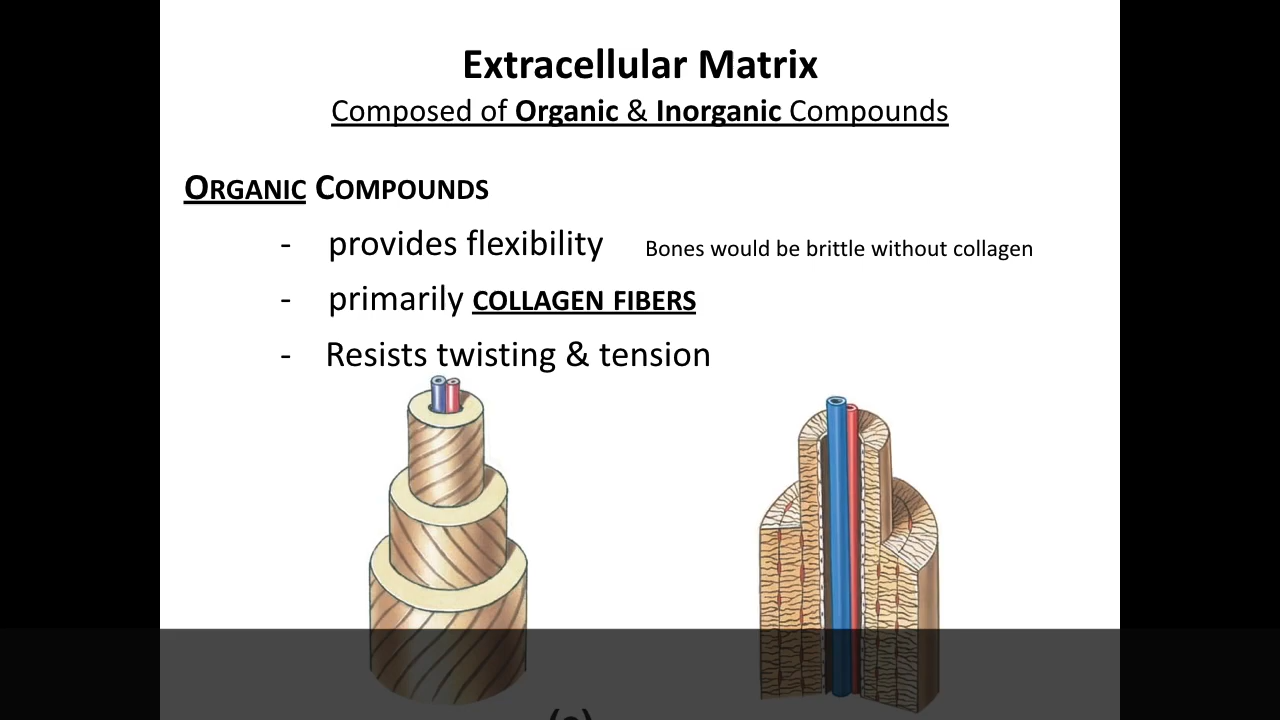 Extracellular Matrix
Composed of Organic & Inorganic Compounds
ORGANIC COMPOUNDS
- provides flexibility Bones would be brittle without collagen
- primarily COLLAGEN FIBERS
- Resists twisting & tension